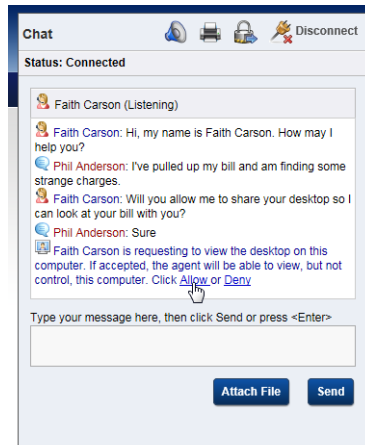 Chat
Disconnect
Status: Connected
Faith Carson (Listening)
Faith Carson: Hi, my name is Faith Carson. How may I
help you?
Phil Anderson: I've pulled up my bill and am finding some
strange charges.
Faith Carson: Will you allow me to share your desktop so I
can look at your bill with you?
Phil Anderson: Sure
Faith Carson is requesting to view the desktop on this
computer. If accepted, the agent will be able to view, but not
control, this computer. Click Allow or Deny
Type your message here, then click Send or press <Enter>
Attach File
Send